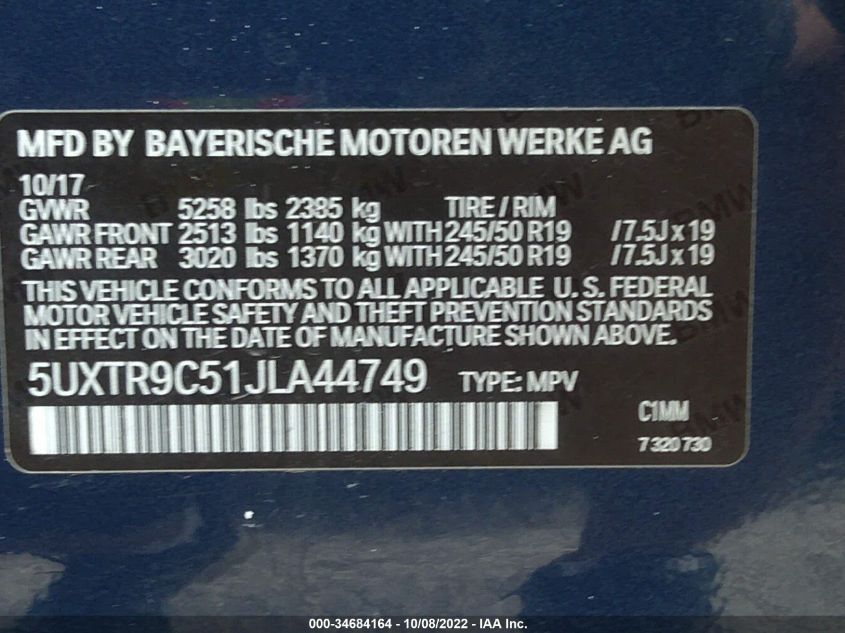 MFD BY BAYERISCHE MOTOREN WERKE AG
10/17
GVWR 5258 lbs 2385 kg TIRE / RIM
GAWR FRONT 2513 lbs 1140 kg WITH 245/50 R19 /7.5J x 19
GAWR REAR 3020 lbs 1370 kg WITH 245/50 R19 /7.5J x 19
THIS VEHICLE CONFORMS TO ALL APPLICABLE U. S. FEDERAL
MOTOR VEHICLE SAFETY AND THEFT PREVENTION STANDARDS
IN EFFECT ON THE DATE OF MANUFACTURE SHOWN ABOVE.
5UXTR9C51JLA44749 TYPE: MPV
C1MM
7 320 730
000-34684164 - 10/08/2022 - IAA Inc.